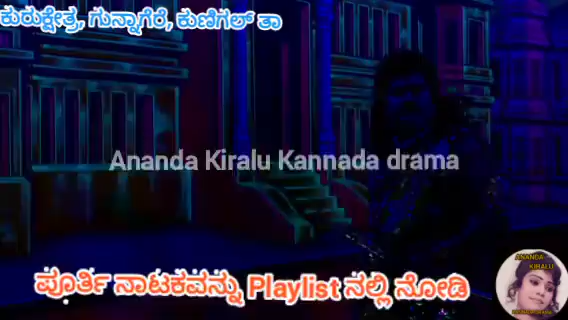 ಕುರುಕ್ಷೇತ್ರ, ಗುನ್ನಾಗೆರೆ, ಕುಣಿಗಲ್ ತಾ
Ananda Kiralu Kannada drama
ಪೂರ್ತಿ ನಾಟಕವನ್ನು Playlist ನಲ್ಲಿ ನೋಡಿ
ANANDA
KIRALU